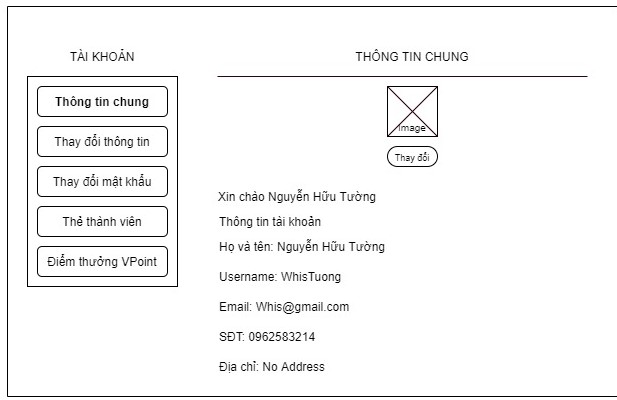 TÀI KHOẢN
Thông tin chung
Thay đổi thông tin
Thay đổi mật khẩu
Thẻ thành viên
Điểm thưởng VPoint
THÔNG TIN CHUNG
Image
Thay đổi
Xin chào Nguyễn Hữu Tường
Thông tin tài khoản
Họ và tên: Nguyễn Hữu Tường
Username: WhisTuong
Email: Whis@gmail.com
SĐT: 0962583214
Địa chỉ: No Address